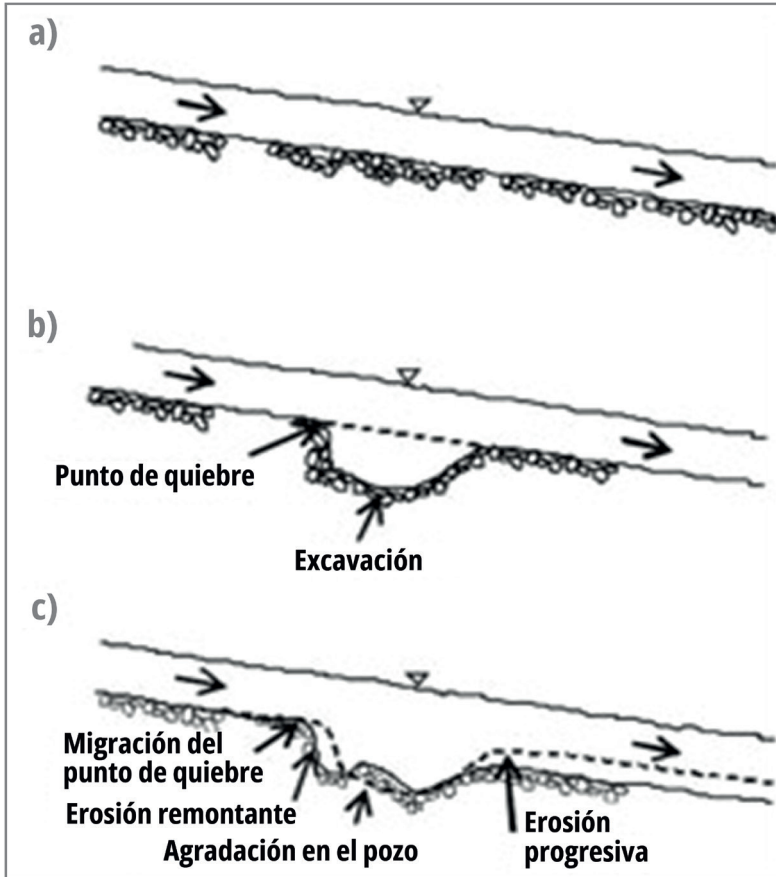 a)
b)
Punto de quiebre
Excavación
c)
Migración del
punto de quiebre
Erosión remontante
Agradación en el pozo
Erosión
progresiva